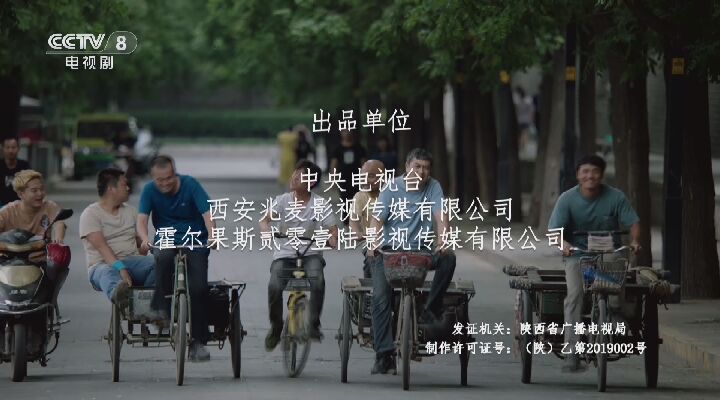 CCTV 8
电视剧
出品单位
中央电视台
西安兆麦影视传媒有限公司
霍尔果斯贰零壹陆影视传媒有限公司
发证机关：陕西省广播电视局
制作许可证号：（陕）乙第2019002号